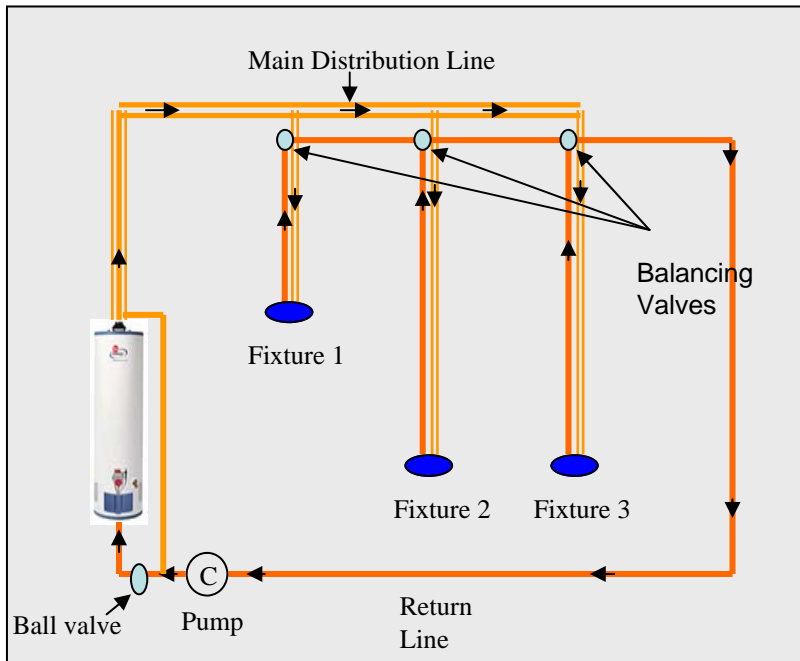 Main Distribution Line
Balancing
Valves
Fixture 1
Fixture 2
Fixture 3
C
Ball valve
Pump
Return
Line